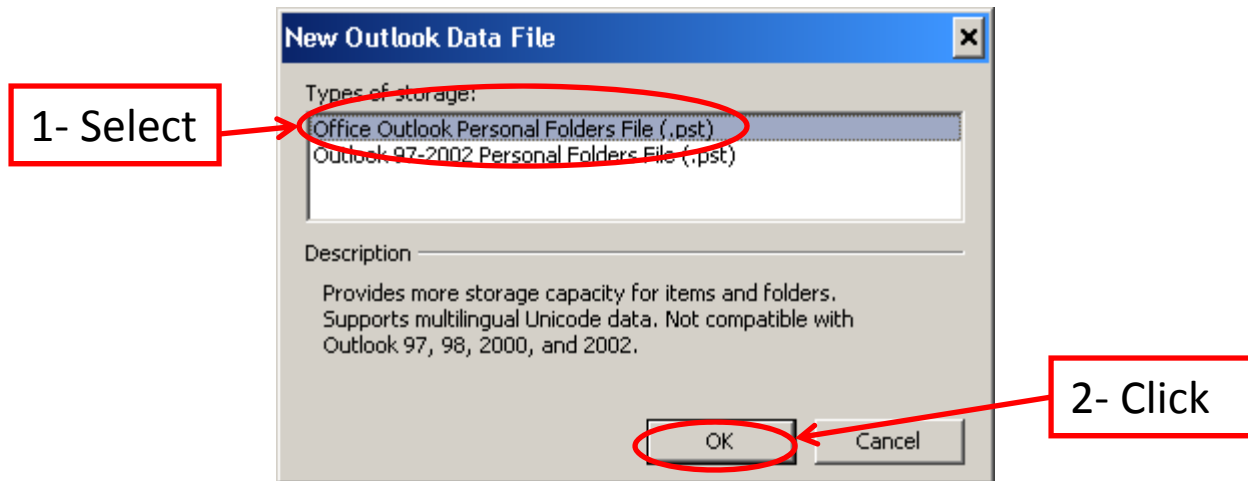 New Outlook Data File
Types of storage:
1- Select
Office Outlook Personal Folders File (.pst)
Outlook 97-2002 Personal Folders File (.pst)
Description
Provides more storage capacity for items and folders.
Supports multilingual Unicode data. Not compatible with
Outlook 97, 98, 2000, and 2002.
2- Click
OK
Cancel